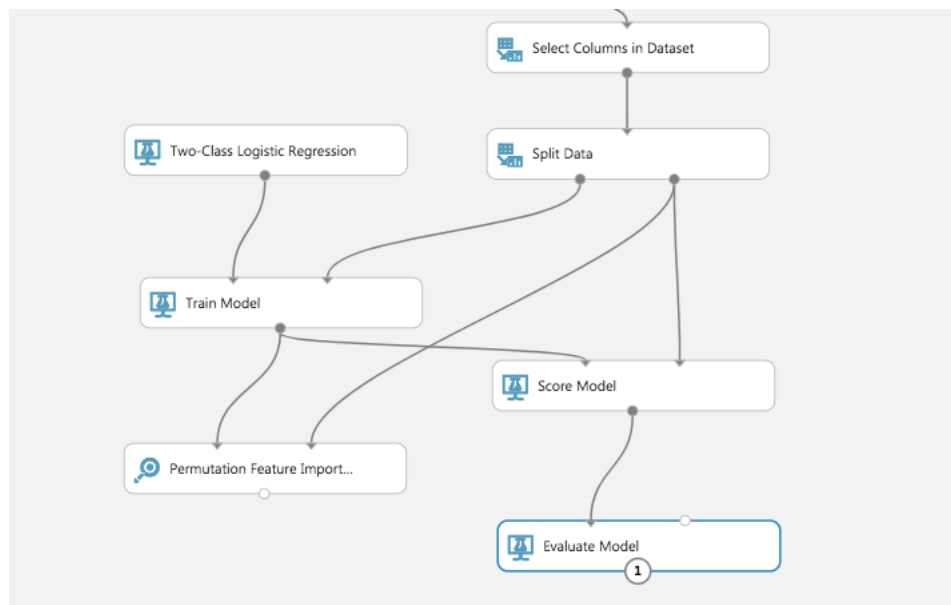 Select Columns in Dataset
Two-Class Logistic Regression
Split Data
Train Model
Score Model
Permutation Feature Import...
Evaluate Model
1